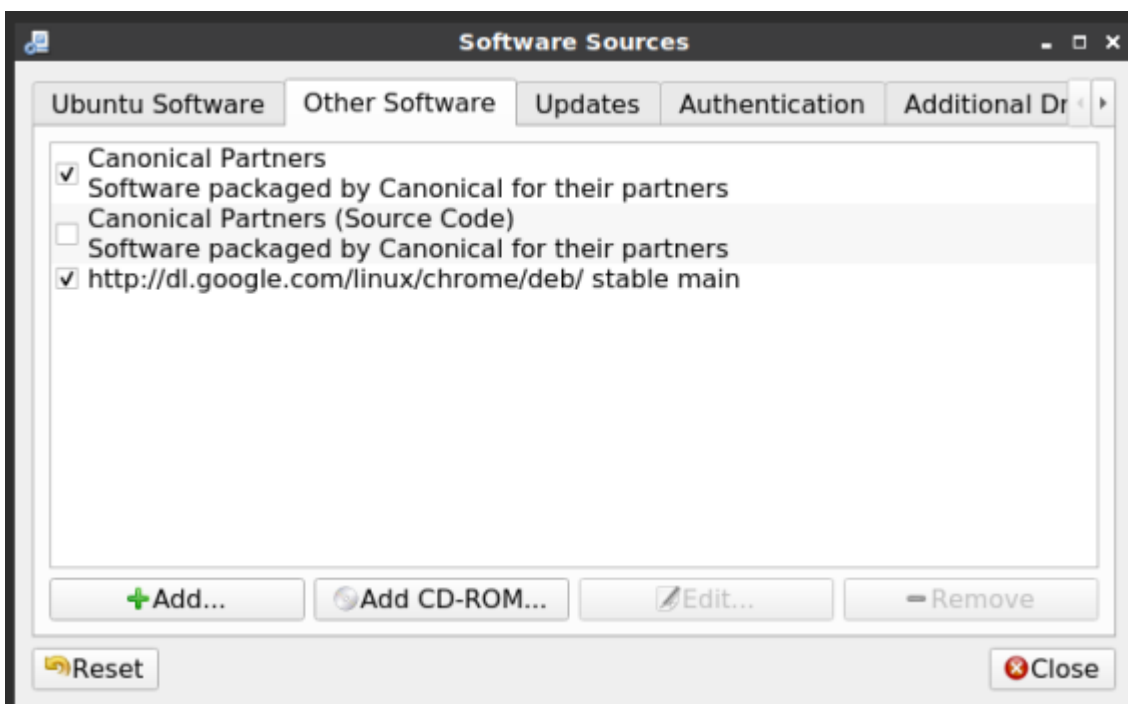 Software Sources
Ubuntu Software
Other Software
Updates
Authentication
Additional Dr
Canonical Partners
Software packaged by Canonical for their partners
Canonical Partners (Source Code)
Software packaged by Canonical for their partners
http://dl.google.com/linux/chrome/deb/ stable main
Add...
Add CD-ROM...
Edit...
Remove
Reset
Close